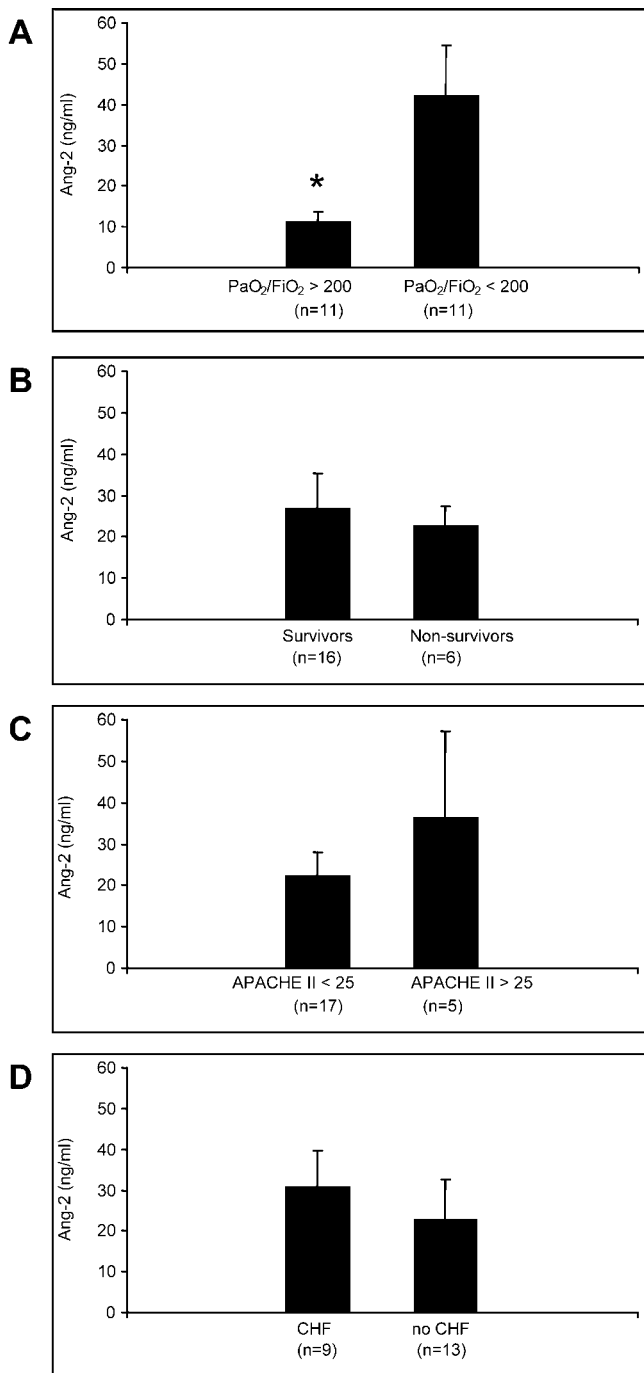 A
60
50
40
30
20
10
0
Ang-2 (ng/ml)
*
PaO₂/FiO₂ > 200 PaO₂/FiO₂ < 200
(n=11) (n=11)
B
60
50
40
30
20
10
0
Ang-2 (ng/ml)
Survivors Non-survivors
(n=16) (n=6)
C
60
50
40
30
20
10
0
Ang-2 (ng/ml)
APACHE II < 25 APACHE II > 25
(n=17) (n=5)
D
60
50
40
30
20
10
0
Ang-2 (ng/ml)
CHF no CHF
(n=9) (n=13)